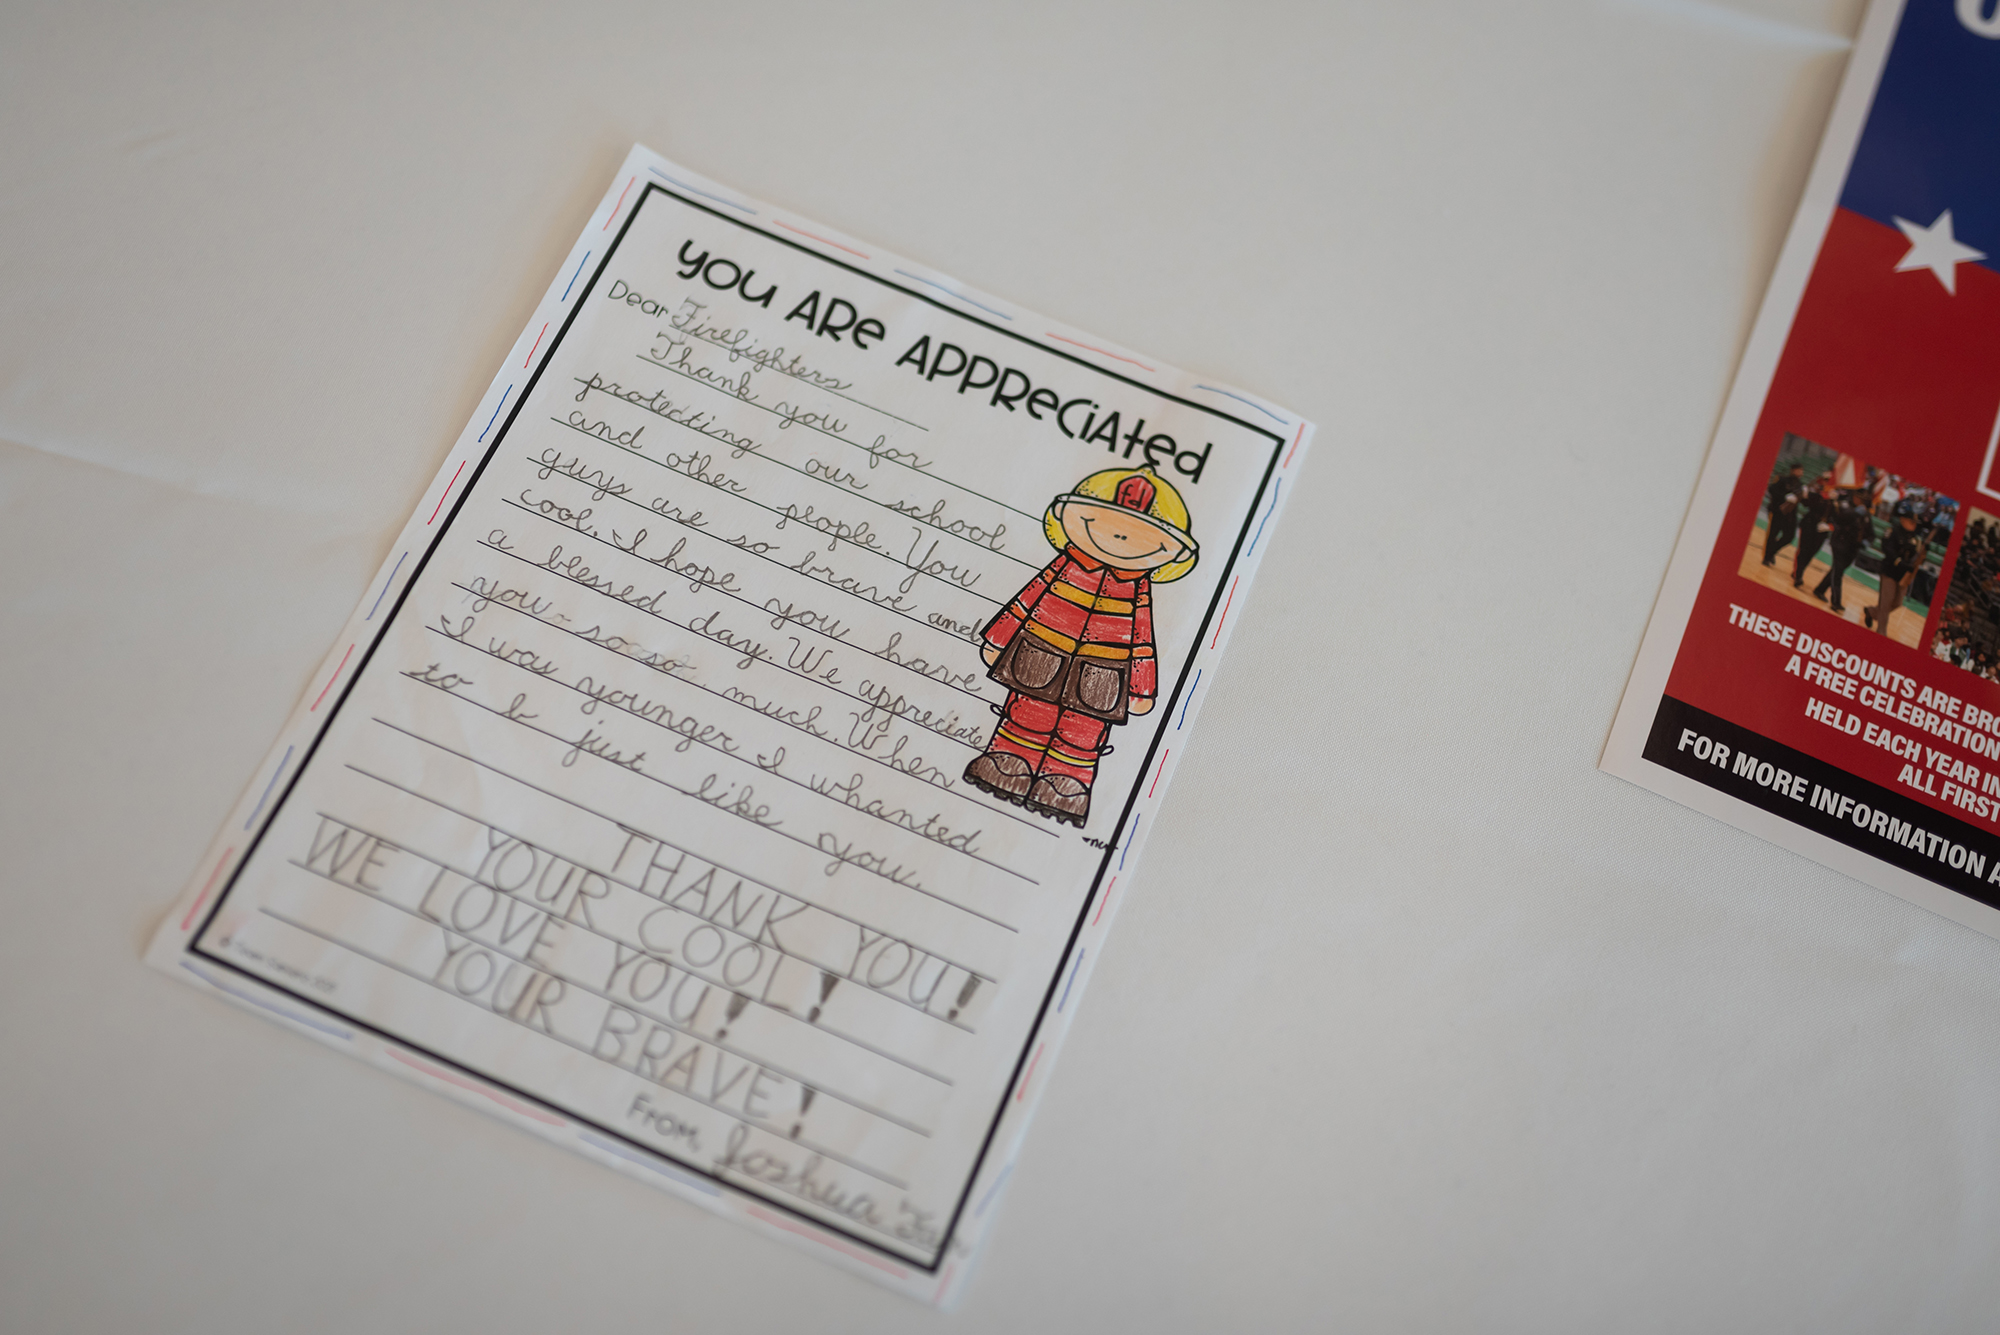 YOU ARE APPRECIATED
Dear Firefighters
Thank you for
protecting our school
and other people. You
guys are so brave and
cool. I hope you have
a blessed day. We appreciate
you so so much. When
I was younger I whanted
to b just like you.
THANK YOU!
YOUR COOL!
WE LOVE YOU!
YOUR BRAVE!
From, Joshua
fd
THESE DISCOUNTS ARE
A FREE CELEBRATION
HELD EACH YEAR IN
ALL FIRST
FOR MORE INFORMATION